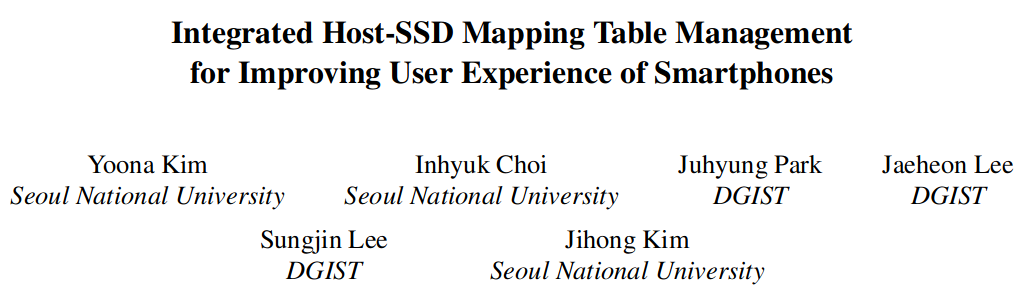 Integrated Host-SSD Mapping Table Management
for Improving User Experience of Smartphones
Yoona Kim Inhyuk Choi Juhyung Park Jaeheon Lee
Seoul National University Seoul National University DGIST DGIST
Sungjin Lee Jihong Kim
DGIST Seoul National University